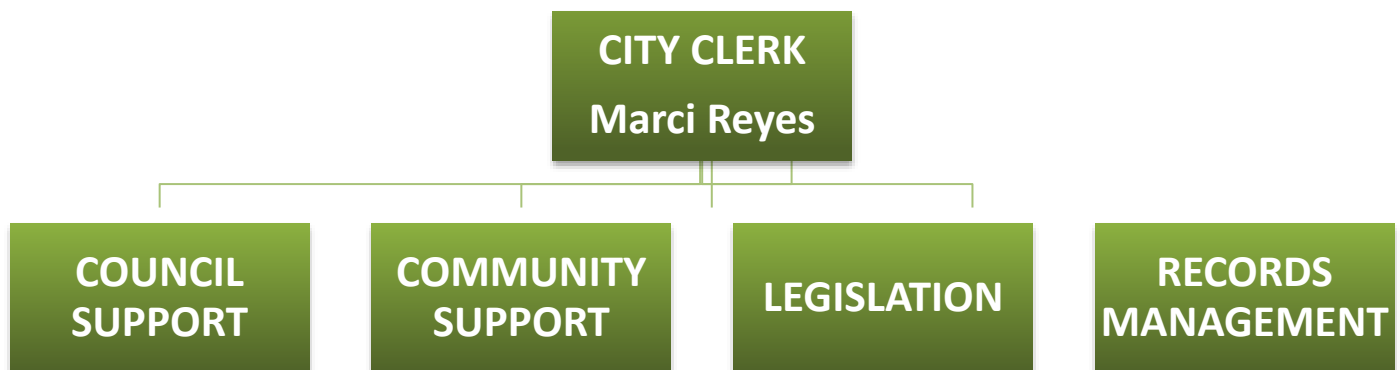 CITY CLERK
Marci Reyes
COUNCIL
SUPPORT
COMMUNITY
SUPPORT
LEGISLATION
RECORDS
MANAGEMENT